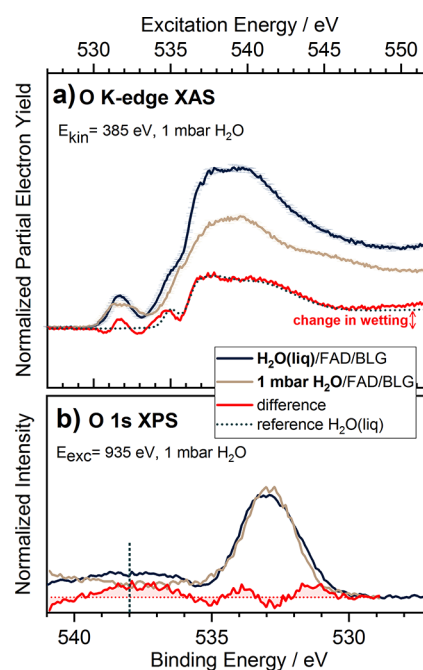 Excitation Energy / eV
530 535 540 545 550
a) O K-edge XAS
E_kin= 385 eV, 1 mbar H₂O
Normalized Partial Electron Yield
change in wetting
H₂O(liq)/FAD/BLG
1 mbar H₂O/FAD/BLG
difference
reference H₂O(liq)
b) O 1s XPS
E_exc= 935 eV, 1 mbar H₂O
Normalized Intensity
540 535 530
Binding Energy / eV